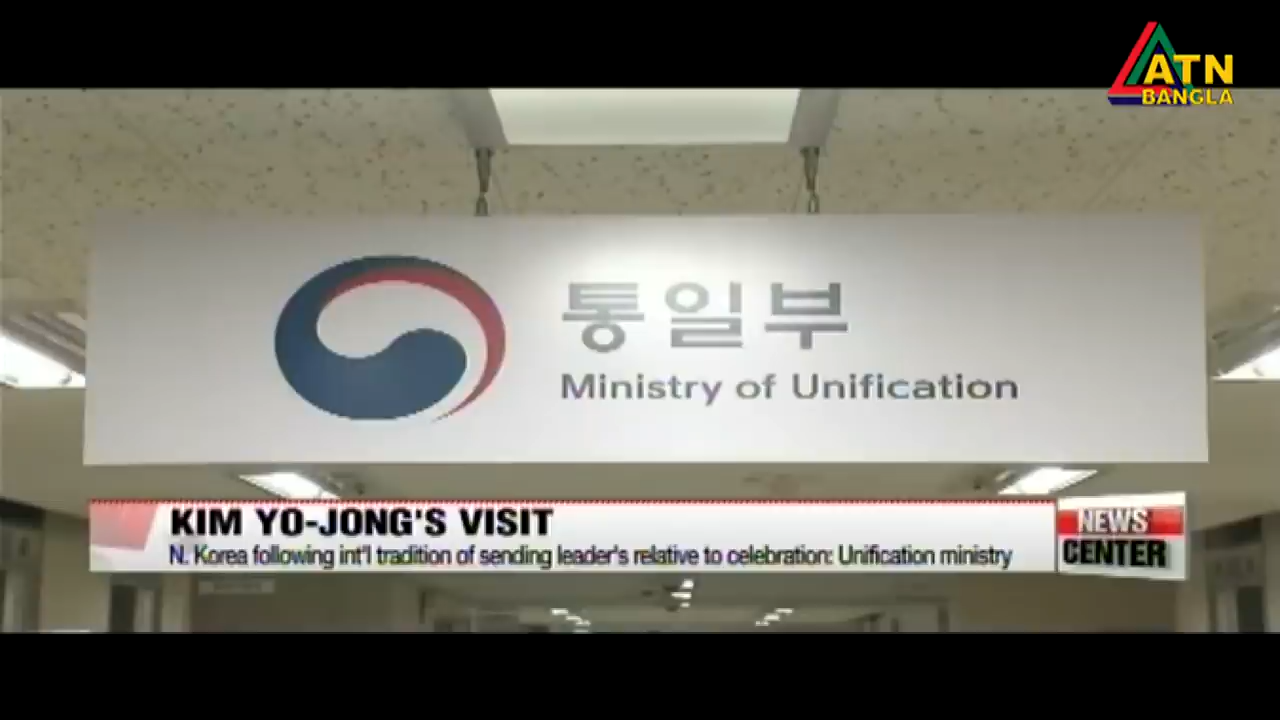 ATN
BANGLA
통일부
Ministry of Unification
KIM YO-JONG'S VISIT
N. Korea following int'l tradition of sending leader's relative to celebration: Unification ministry
NEWS
CENTER